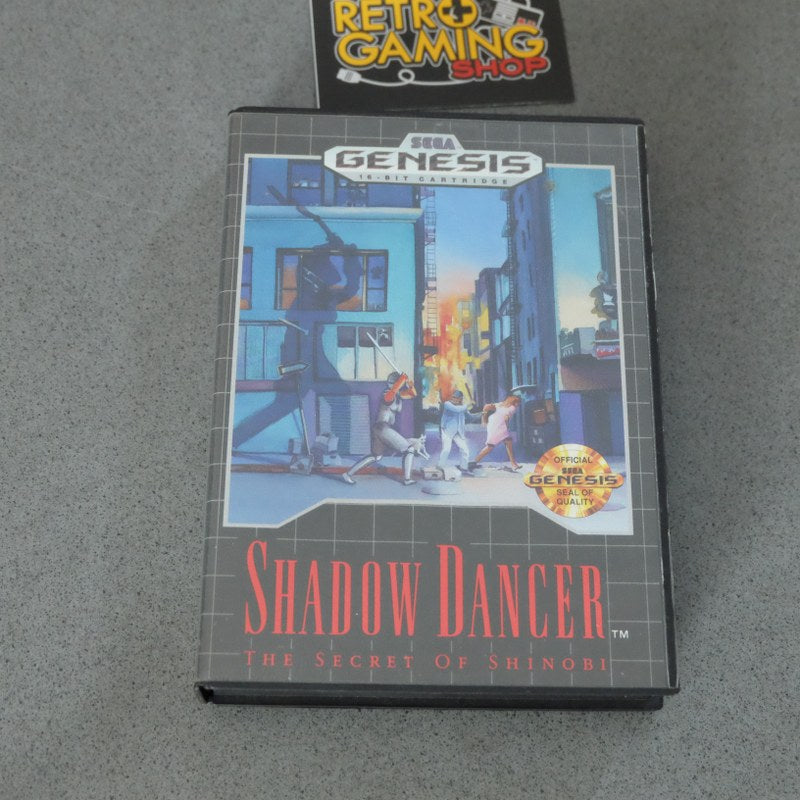 RETRO
GAMING
SHOP
SEGA
GENESIS
16-BIT CARTRIDGE
OFFICIAL
SEGA
GENESIS
SEAL OF
QUALITY
SHADOW DANCER™
THE SECRET OF SHINOBI